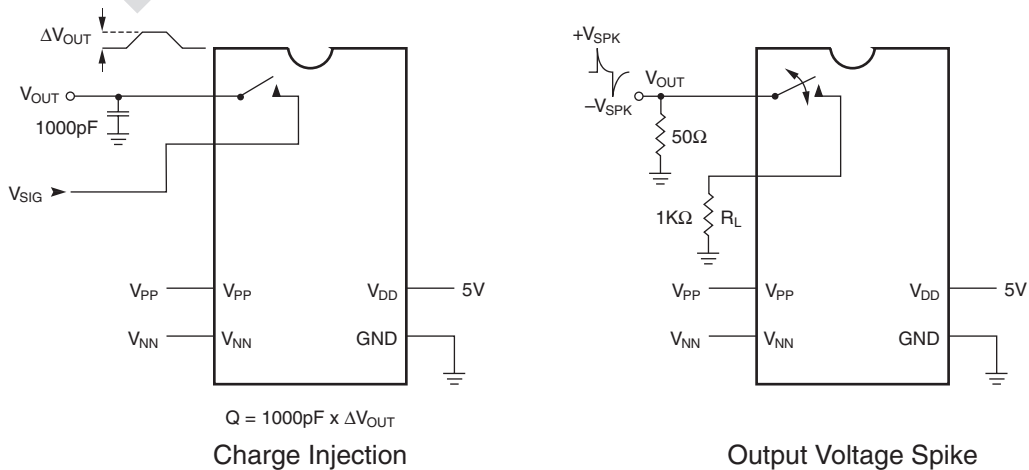 ΔV_OUT
V_OUT
1000pF
V_SIG
V_PP V_PP V_DD 5V
V_NN V_NN GND
Q = 1000pF x ΔV_OUT
Charge Injection
+V_SPK
V_OUT
–V_SPK
50Ω
1KΩ R_L
V_PP V_PP V_DD 5V
V_NN V_NN GND
Output Voltage Spike